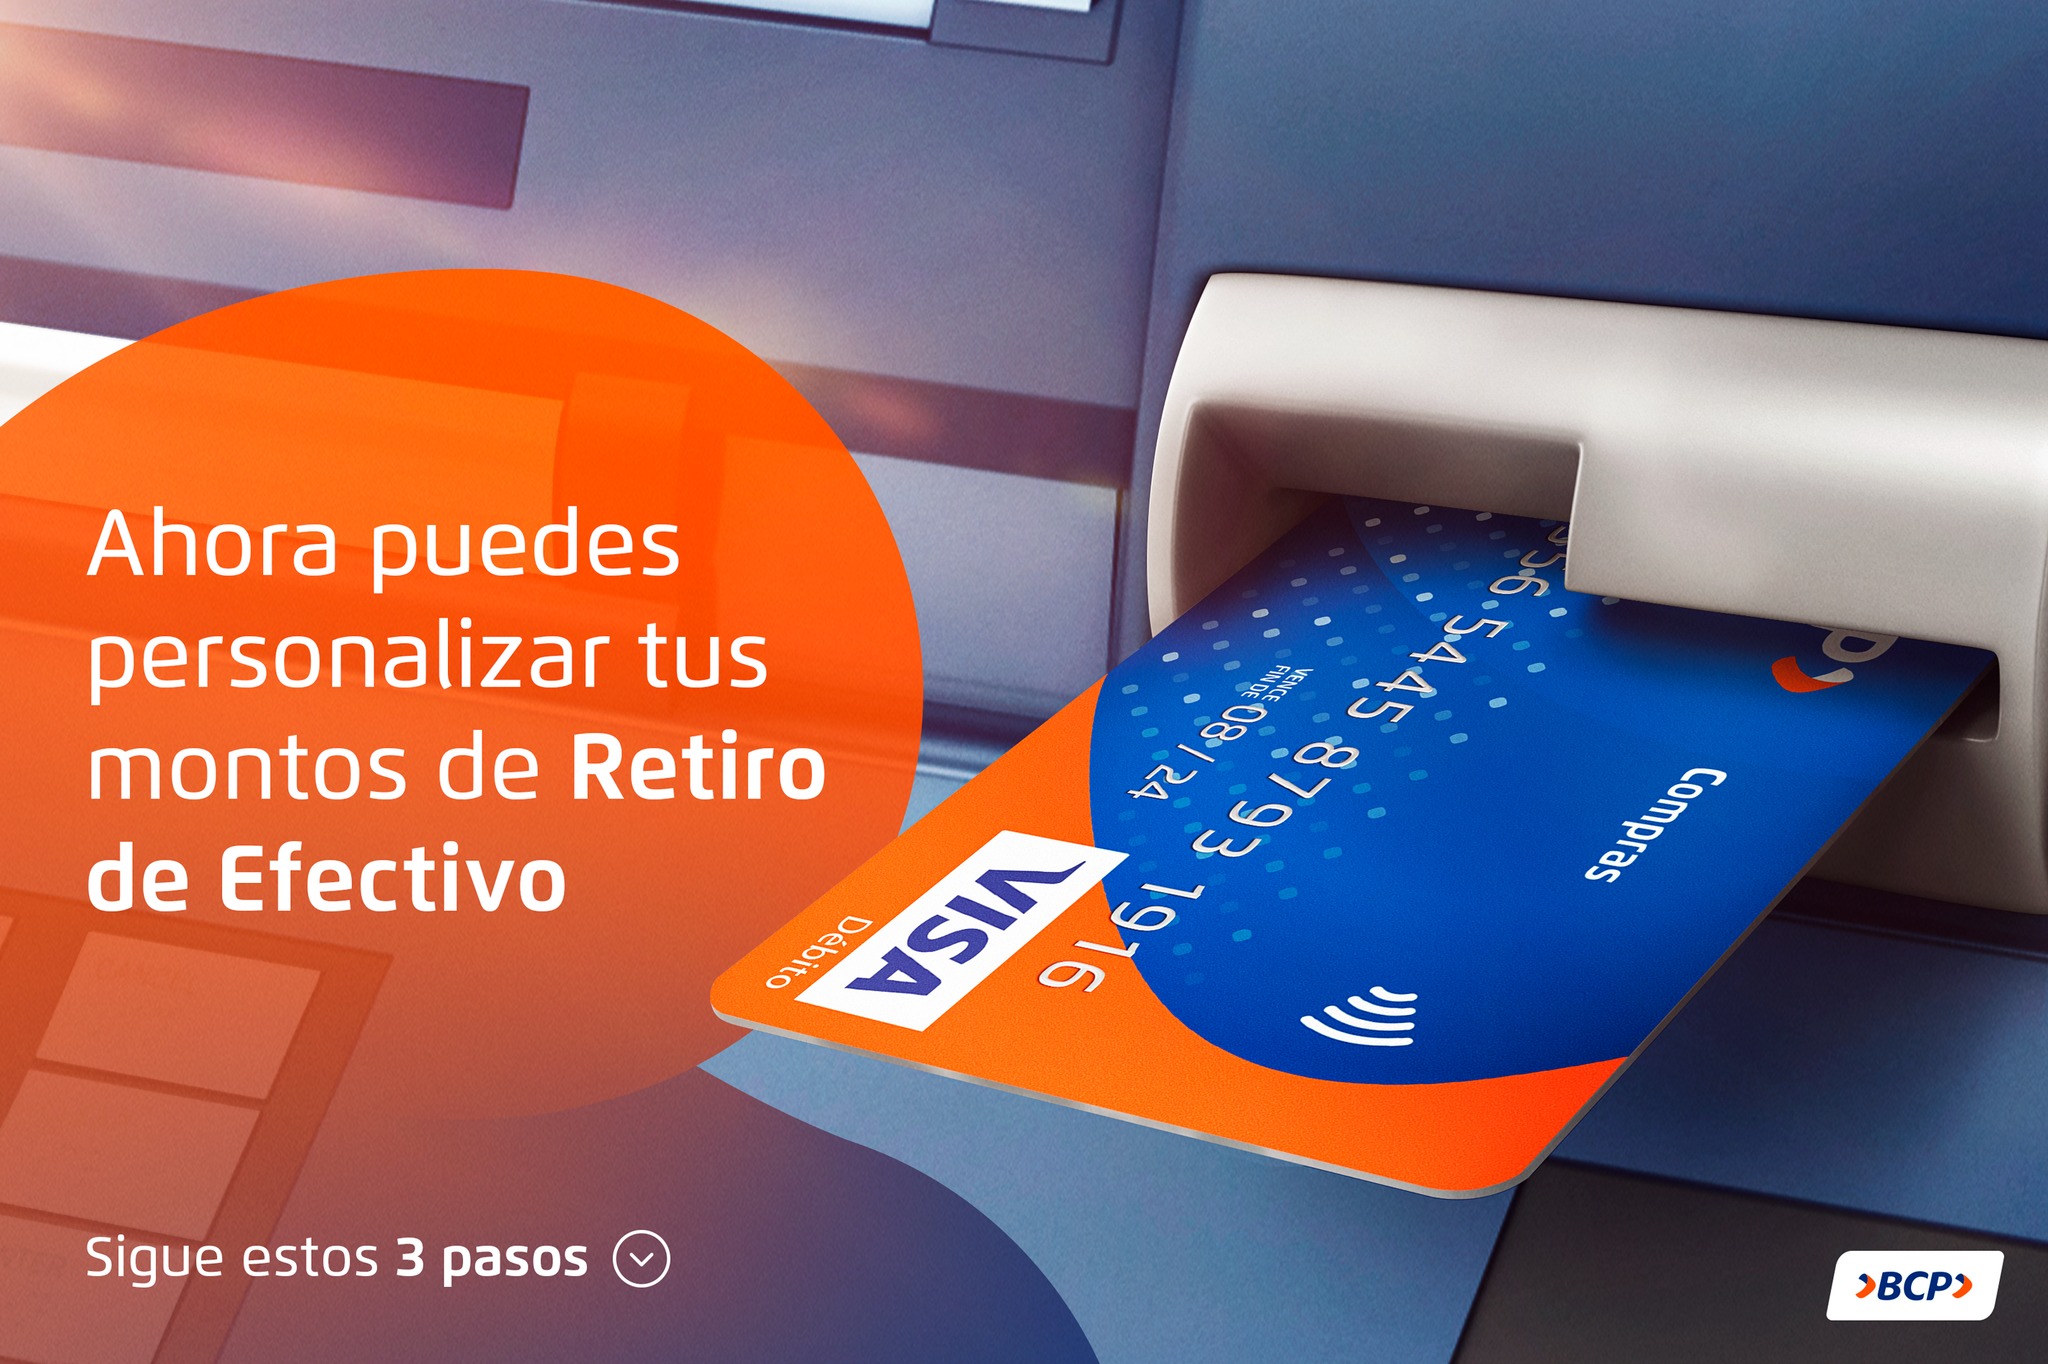 Ahora puedes
personalizar tus
montos de Retiro
de Efectivo
Sigue estos 3 pasos
56 5445 8793 1916
VENCE
FIN DE 08/24
Compras
VISA
Débito
BCP